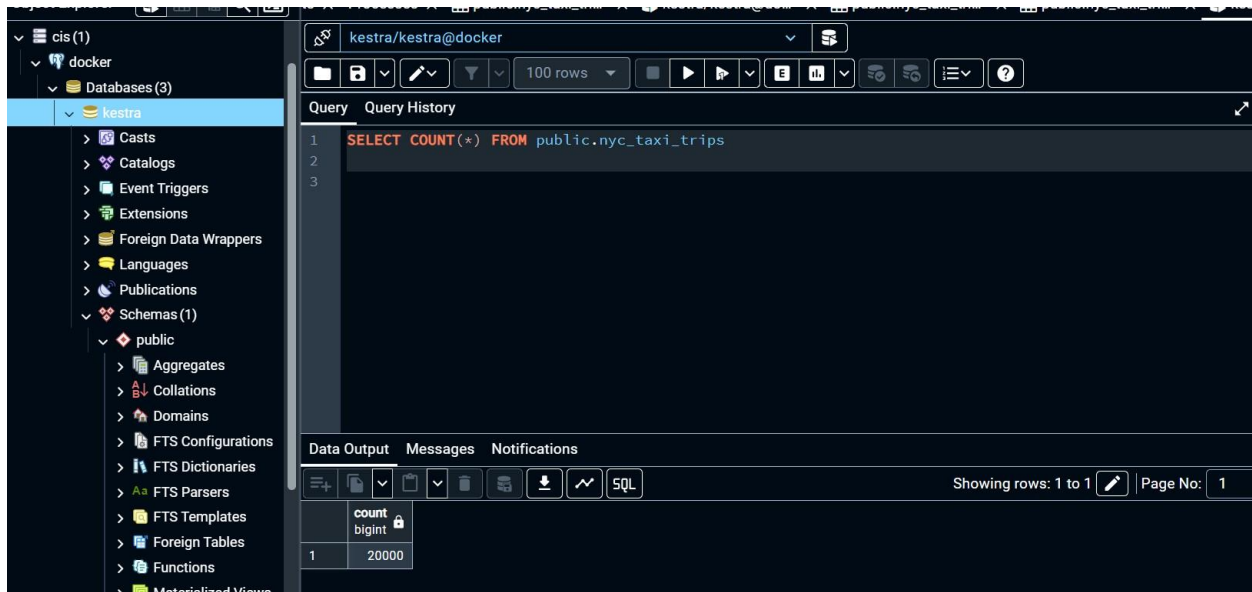 cis (1)
docker
Databases (3)
kestra
Casts
Catalogs
Event Triggers
Extensions
Foreign Data Wrappers
Languages
Publications
Schemas (1)
public
Aggregates
Collations
Domains
FTS Configurations
FTS Dictionaries
Aa FTS Parsers
FTS Templates
Foreign Tables
Functions
Materialized Views
kestra/kestra@docker
100 rows
E
Query Query History
1 SELECT COUNT(*) FROM public.nyc_taxi_trips
2
3
Data Output Messages Notifications
SQL
Showing rows: 1 to 1 Page No: 1
count
bigint
1 20000